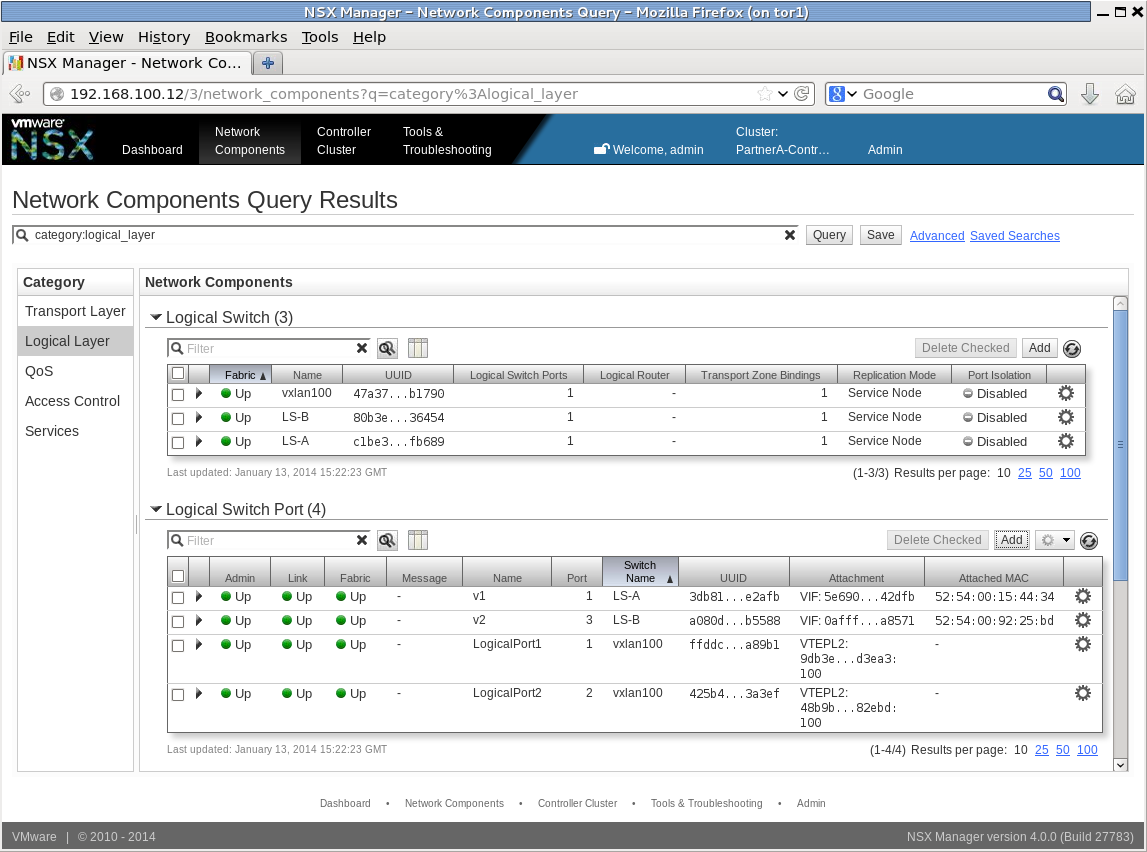 NSX Manager – Network Components Query – Mozilla Firefox (on tor1)
File Edit View History Bookmarks Tools Help
NSX Manager - Network Co...
192.168.100.12/3/network_components?q=category%3Alogical_layer
Google
vmware
NSX
Dashboard
Network Components
Controller Cluster
Tools & Troubleshooting
Welcome, admin
Cluster: PartnerA-Contr…
Admin
Network Components Query Results
category:logical_layer
Query Save Advanced Saved Searches
Category
Transport Layer
Logical Layer
QoS
Access Control
Services
Network Components
Logical Switch (3)
Filter
Delete Checked Add
Fabric Name UUID Logical Switch Ports Logical Router Transport Zone Bindings Replication Mode Port Isolation
Up vxlan100 47a37...b1790 1 - 1 Service Node Disabled
Up LS-B 80b3e...36454 1 - 1 Service Node Disabled
Up LS-A c1be3...fb689 1 - 1 Service Node Disabled
Last updated: January 13, 2014 15:22:23 GMT
(1-3/3) Results per page: 10 25 50 100
Logical Switch Port (4)
Filter
Delete Checked Add
Admin Link Fabric Message Name Port Switch Name UUID Attachment Attached MAC
Up Up Up - v1 1 LS-A 3db81...e2afb VIF: 5e690...42dfb 52:54:00:15:44:34
Up Up Up - v2 3 LS-B a080d...b5588 VIF: 0afff...a8571 52:54:00:92:25:bd
Up Up Up - LogicalPort1 1 vxlan100 ffddc...a89b1 VTEPL2: -
9db3e...d3ea3:
100
Up Up Up - LogicalPort2 2 vxlan100 425b4...3a3ef VTEPL2: -
48b9b...82ebd:
100
Last updated: January 13, 2014 15:22:23 GMT
(1-4/4) Results per page: 10 25 50 100
Dashboard • Network Components • Controller Cluster • Tools & Troubleshooting • Admin
VMware | © 2010 - 2014
NSX Manager version 4.0.0 (Build 27783)